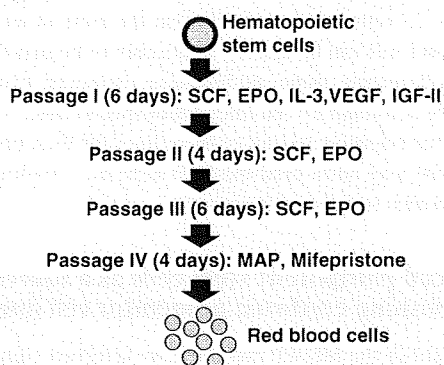 Hematopoietic
stem cells
Passage I (6 days): SCF, EPO, IL-3,VEGF, IGF-II
Passage II (4 days): SCF, EPO
Passage III (6 days): SCF, EPO
Passage IV (4 days): MAP, Mifepristone
Red blood cells